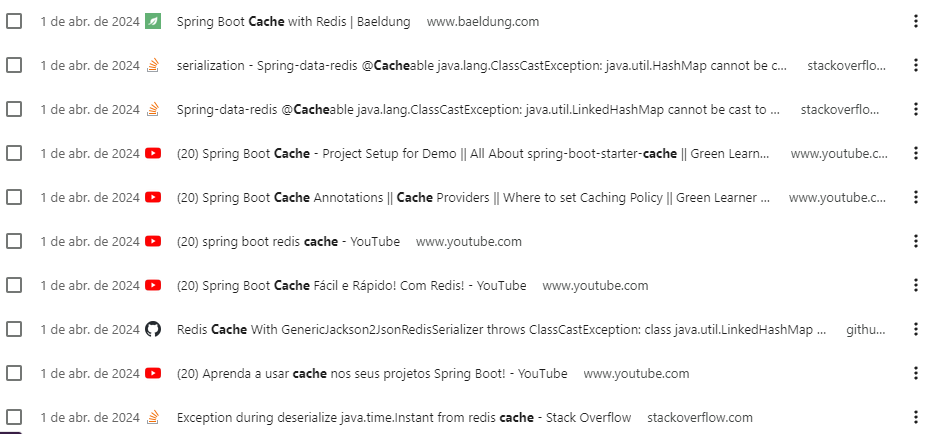 1 de abr. de 2024 Spring Boot Cache with Redis | Baeldung www.baeldung.com
1 de abr. de 2024 serialization - Spring-data-redis @Cacheable java.lang.ClassCastException: java.util.HashMap cannot be c... stackoverflo...
1 de abr. de 2024 Spring-data-redis @Cacheable java.lang.ClassCastException: java.util.LinkedHashMap cannot be cast to ... stackoverflo...
1 de abr. de 2024 (20) Spring Boot Cache - Project Setup for Demo || All About spring-boot-starter-cache || Green Learn... www.youtube.c...
1 de abr. de 2024 (20) Spring Boot Cache Annotations || Cache Providers || Where to set Caching Policy || Green Learner ... www.youtube.c...
1 de abr. de 2024 (20) spring boot redis cache - YouTube www.youtube.com
1 de abr. de 2024 (20) Spring Boot Cache Fácil e Rápido! Com Redis! - YouTube www.youtube.com
1 de abr. de 2024 Redis Cache With GenericJackson2JsonRedisSerializer throws ClassCastException: class java.util.LinkedHashMap ... githu...
1 de abr. de 2024 (20) Aprenda a usar cache nos seus projetos Spring Boot! - YouTube www.youtube.com
1 de abr. de 2024 Exception during deserialize java.time.Instant from redis cache - Stack Overflow stackoverflow.com